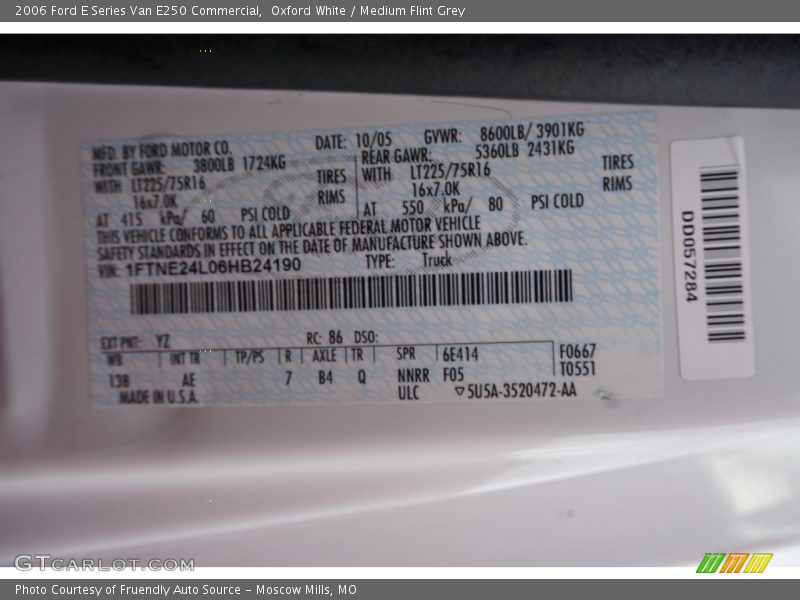 2006 Ford E Series Van E250 Commercial,  Oxford White / Medium Flint Grey
MFD. BY FORD MOTOR CO.  DATE: 10/05  GVWR: 8600LB/ 3901KG
FRONT GAWR: 3800LB 1724KG  REAR GAWR: 5360LB 2431KG
WITH LT225/75R16 TIRES  WITH LT225/75R16 TIRES
16x7.0K RIMS  16x7.0K RIMS
AT 415 kPa/ 60 PSI COLD  AT 550 kPa/ 80 PSI COLD
THIS VEHICLE CONFORMS TO ALL APPLICABLE FEDERAL MOTOR VEHICLE
SAFETY STANDARDS IN EFFECT ON THE DATE OF MANUFACTURE SHOWN ABOVE.
VIN: 1FTNE24L06HB24190  TYPE: Truck
EXT PNT: YZ  RC: 86 DSO:
WB  INT TR  TP/PS  R  AXLE  TR  SPR  6E414  F0667
138  AE  7  B4  Q  NNRR F05  T0551
MADE IN U.S.A.  ULC  ▽5U5A-3520472-AA
DD057284
GTCARLOT.COM
Photo Courtesy of Fruendly Auto Source – Moscow Mills, MO